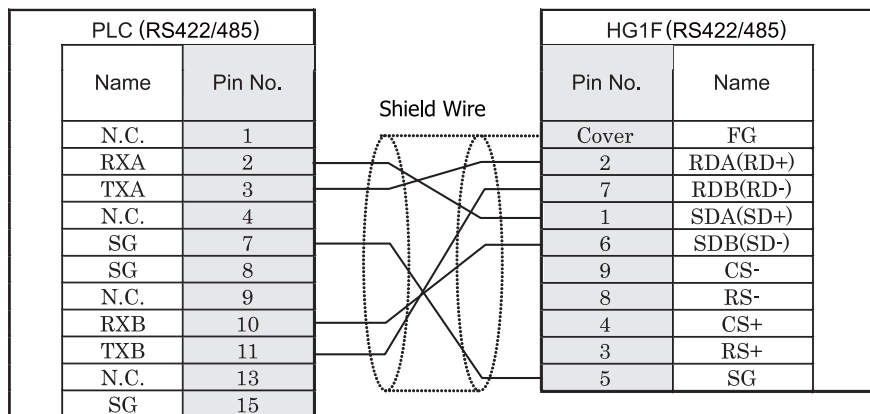 PLC (RS422/485)
Name Pin No.
N.C. 1
RXA 2
TXA 3
N.C. 4
SG 7
SG 8
N.C. 9
RXB 10
TXB 11
N.C. 13
SG 15
Shield Wire
HG1F(RS422/485)
Pin No. Name
Cover FG
2 RDA(RD+)
7 RDB(RD-)
1 SDA(SD+)
6 SDB(SD-)
9 CS-
8 RS-
4 CS+
3 RS+
5 SG